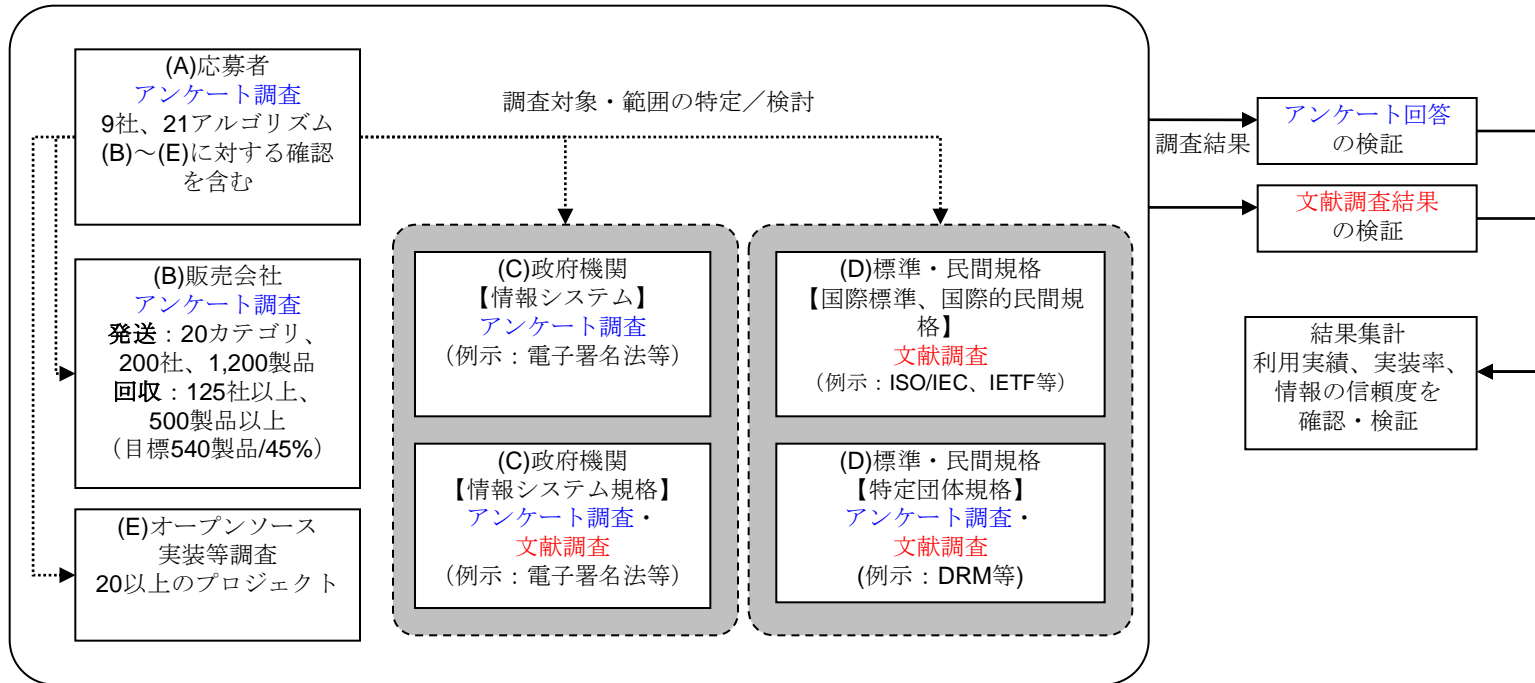 (A)応募者
アンケート調査
9社、21アルゴリズム
(B)～(E)に対する確認
を含む
調査対象・範囲の特定／検討
(B)販売会社
アンケート調査
発送：20カテゴリ、
200社、1,200製品
回収：125社以上、
500製品以上
（目標540製品/45%）
(E)オープンソース
実装等調査
20以上のプロジェクト
(C)政府機関
【情報システム】
アンケート調査
（例示：電子署名法等）
(C)政府機関
【情報システム規格】
アンケート調査・
文献調査
（例示：電子署名法等）
(D)標準・民間規格
【国際標準、国際的民間規
格】
文献調査
（例示：ISO/IEC、IETF等）
(D)標準・民間規格
【特定団体規格】
アンケート調査・
文献調査
(例示：DRM等)
調査結果
アンケート回答
の検証
文献調査結果
の検証
結果集計
利用実績、実装率、
情報の信頼度を
確認・検証